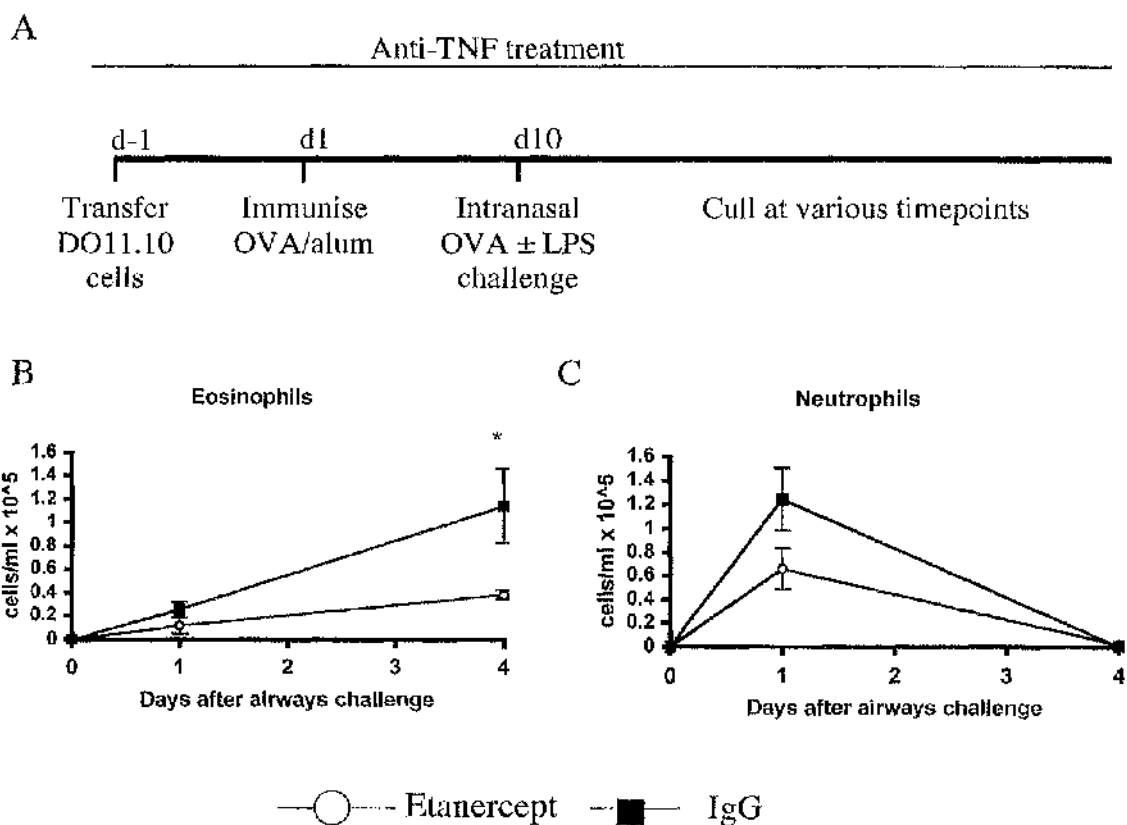 A
Anti-TNF treatment
d-1 d1 d10
Transfer Immunise Intranasal Cull at various timepoints
DO11.10 OVA/alum OVA ± LPS
cells challenge
B
Eosinophils
*
1.6
1.4
1.2
1
0.8
0.6
0.4
0.2
0
cells/ml x 10^5
0 1 2 3 4
Days after airways challenge
C
Neutrophils
1.6
1.4
1.2
1
0.8
0.6
0.4
0.2
0
cells/ml x 10^5
0 1 2 3 4
Days after airways challenge
Etanercept IgG